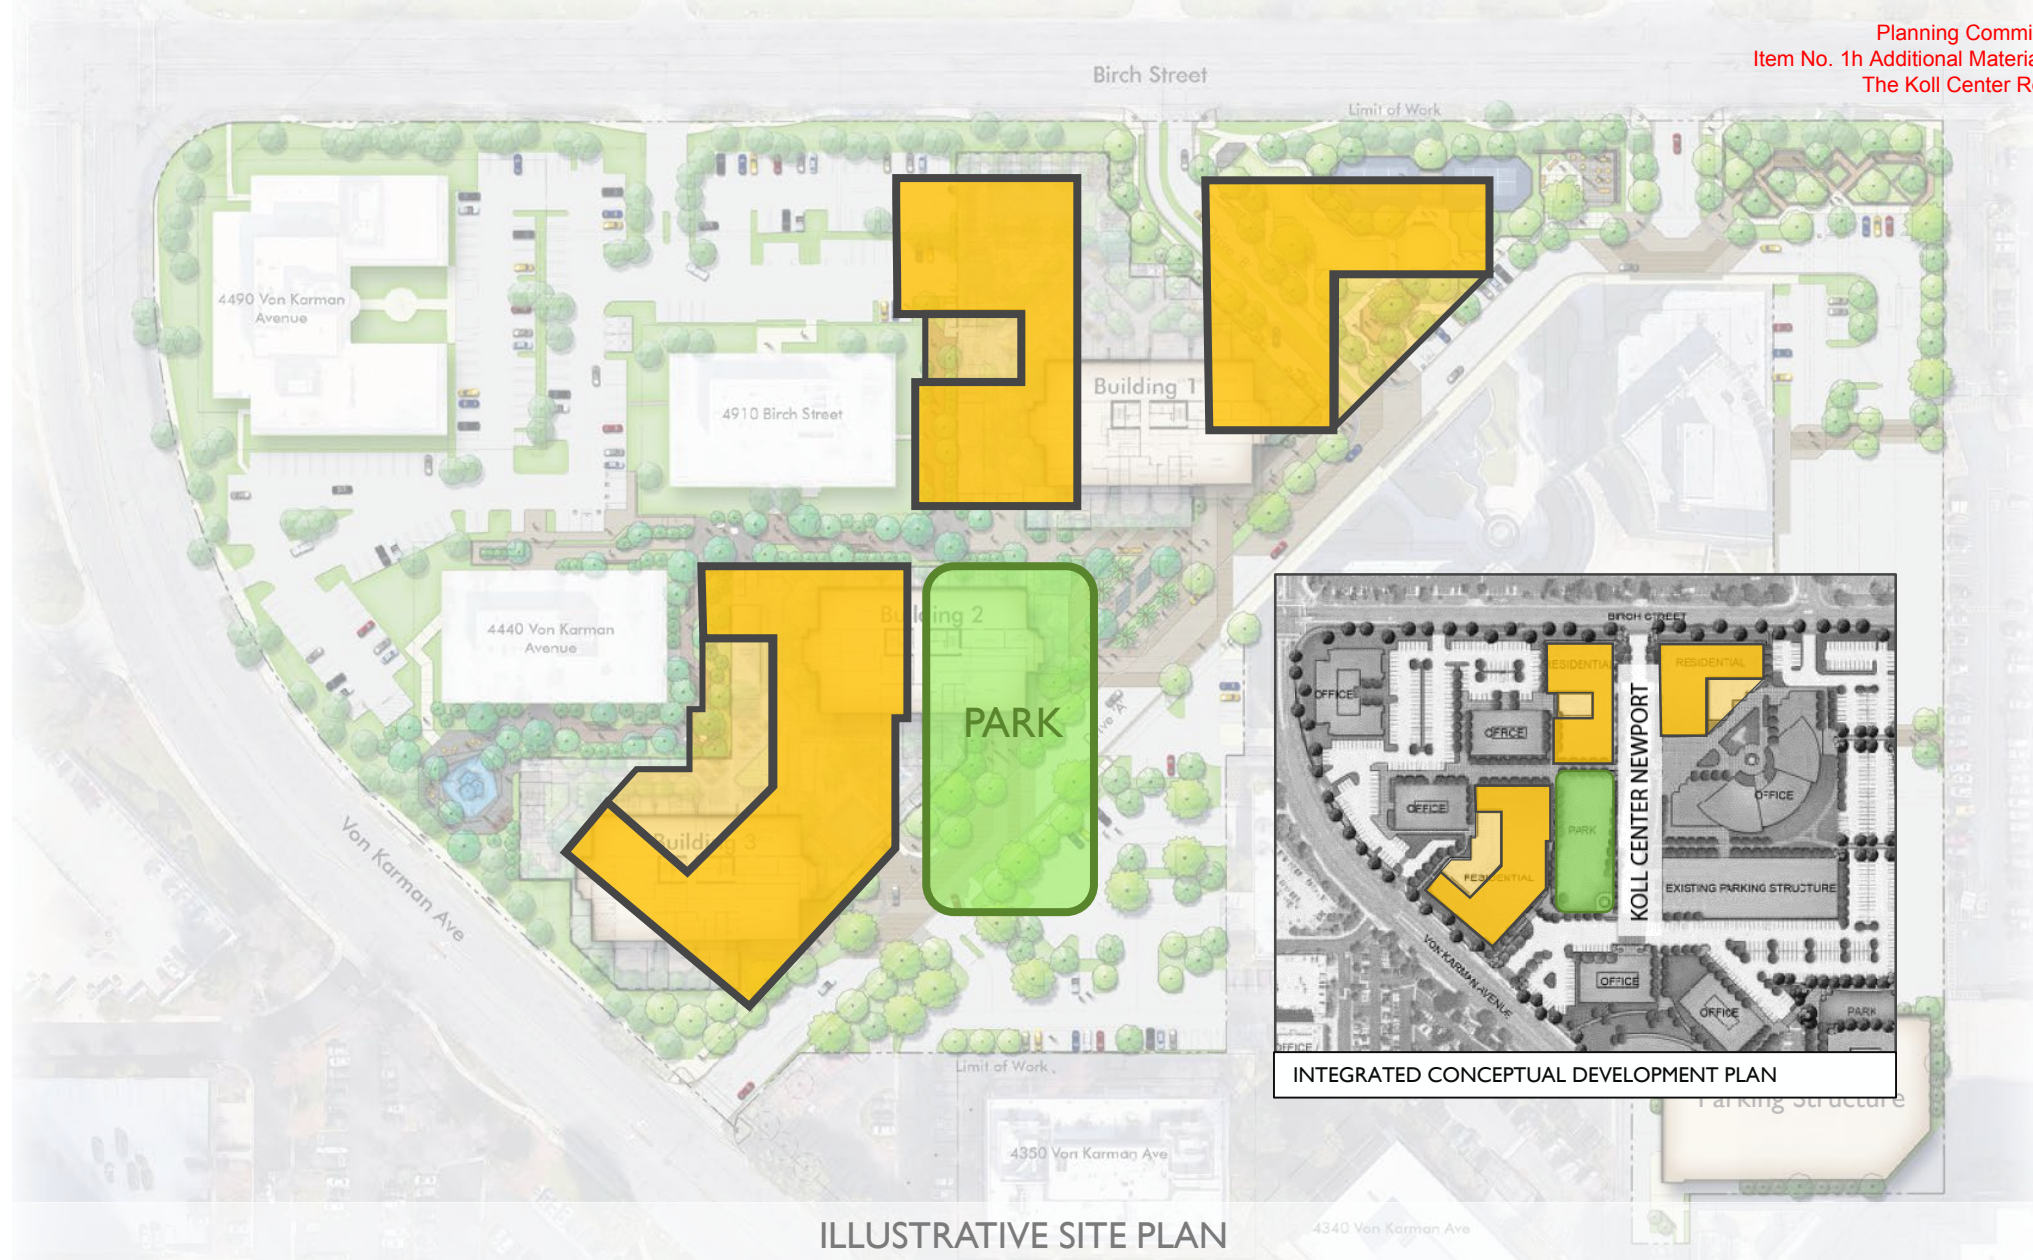 Planning Commi
Item No. 1h Additional Materia
The Koll Center R
Birch Street
Limit of Work
4490 Von Karman
Avenue
4910 Birch Street
Building 1
4440 Von Karman
Avenue
Building 2
PARK
Drive "A"
Building 3
Von Karman Ave
BIRCH STREET
RESIDENTIAL
RESIDENTIAL
OFFICE
OFFICE
KOLL CENTER NEWPORT
OFFICE
OFFICE
PARK
RESIDENTIAL
EXISTING PARKING STRUCTURE
VON KARMAN AVENUE
OFFICE
OFFICE
PARK
OFFICE
INTEGRATED CONCEPTUAL DEVELOPMENT PLAN
Limit of Work
Parking Structure
4350 Von Karman Ave
4340 Von Karman Ave
ILLUSTRATIVE SITE PLAN